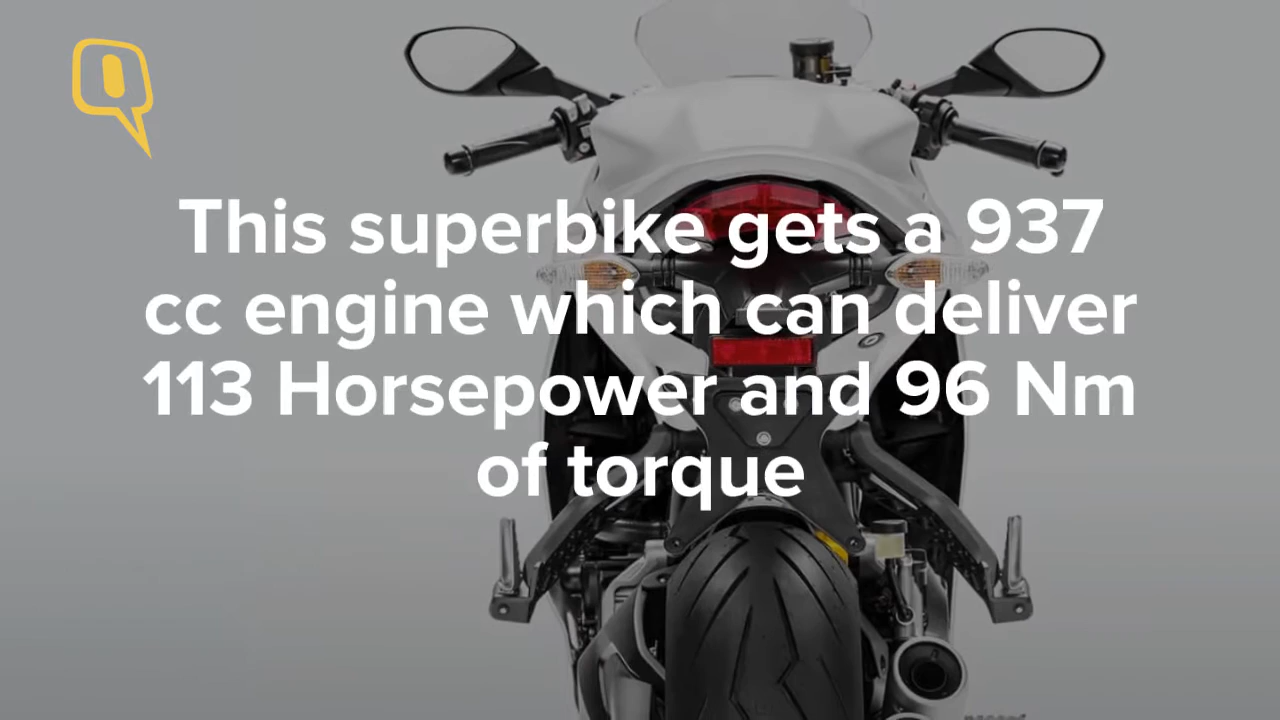 This superbike gets a 937
cc engine which can deliver
113 Horsepower and 96 Nm
of torque